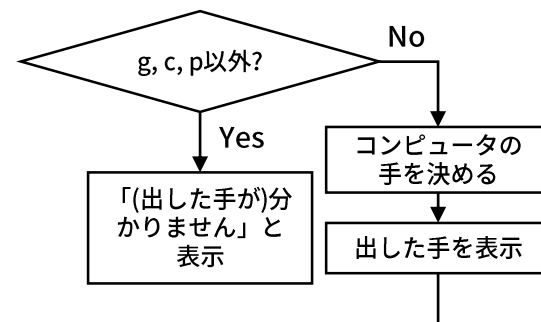 No
g, c, p以外?
Yes
コンピュータの
手を決める
「(出した手が)分
かりません」と
表示
出した手を表示